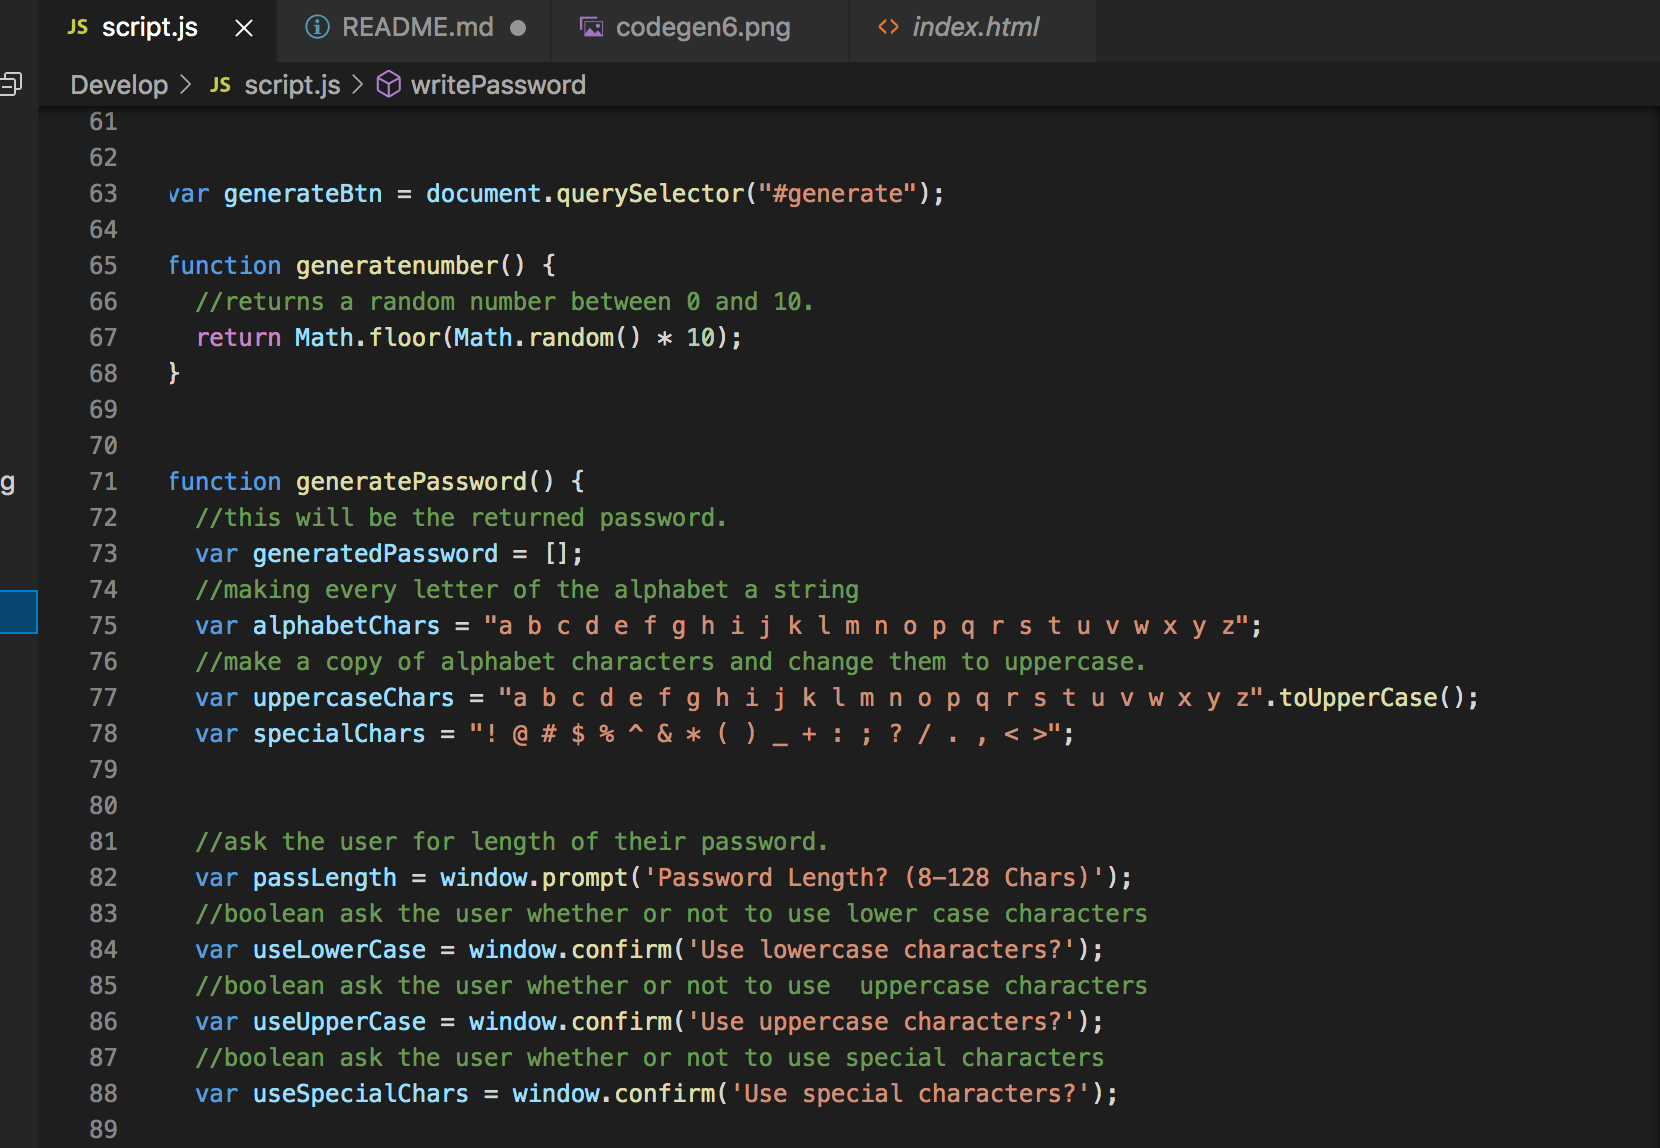 JS script.js × README.md ● codegen6.png <> index.html
Develop > JS script.js > writePassword
61
62
63 var generateBtn = document.querySelector("#generate");
64
65 function generatenumber() {
66 //returns a random number between 0 and 10.
67 return Math.floor(Math.random() * 10);
68 }
69
70
g
71 function generatePassword() {
72 //this will be the returned password.
73 var generatedPassword = [];
74 //making every letter of the alphabet a string
75 var alphabetChars = "a b c d e f g h i j k l m n o p q r s t u v w x y z";
76 //make a copy of alphabet characters and change them to uppercase.
77 var uppercaseChars = "a b c d e f g h i j k l m n o p q r s t u v w x y z".toUpperCase();
78 var specialChars = "! @ # $ % ^ & * ( ) _ + : ; ? / . , < >";
79
80
81 //ask the user for length of their password.
82 var passLength = window.prompt('Password Length? (8-128 Chars)');
83 //boolean ask the user whether or not to use lower case characters
84 var useLowerCase = window.confirm('Use lowercase characters?');
85 //boolean ask the user whether or not to use  uppercase characters
86 var useUpperCase = window.confirm('Use uppercase characters?');
87 //boolean ask the user whether or not to use special characters
88 var useSpecialChars = window.confirm('Use special characters?');
89